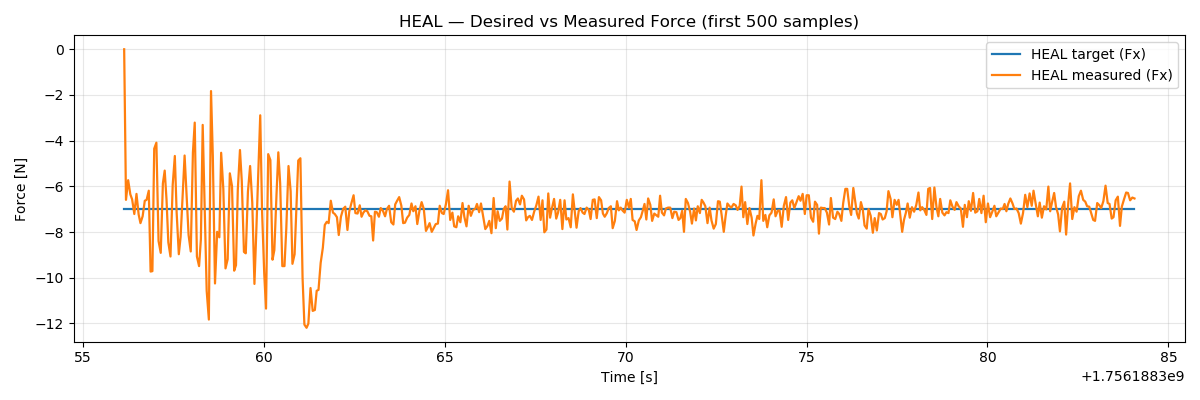 HEAL — Desired vs Measured Force (first 500 samples)
HEAL target (Fx)
HEAL measured (Fx)
Force [N]
0
−2
−4
−6
−8
−10
−12
55 60 65 70 75 80 85
Time [s]
+1.7561883e9